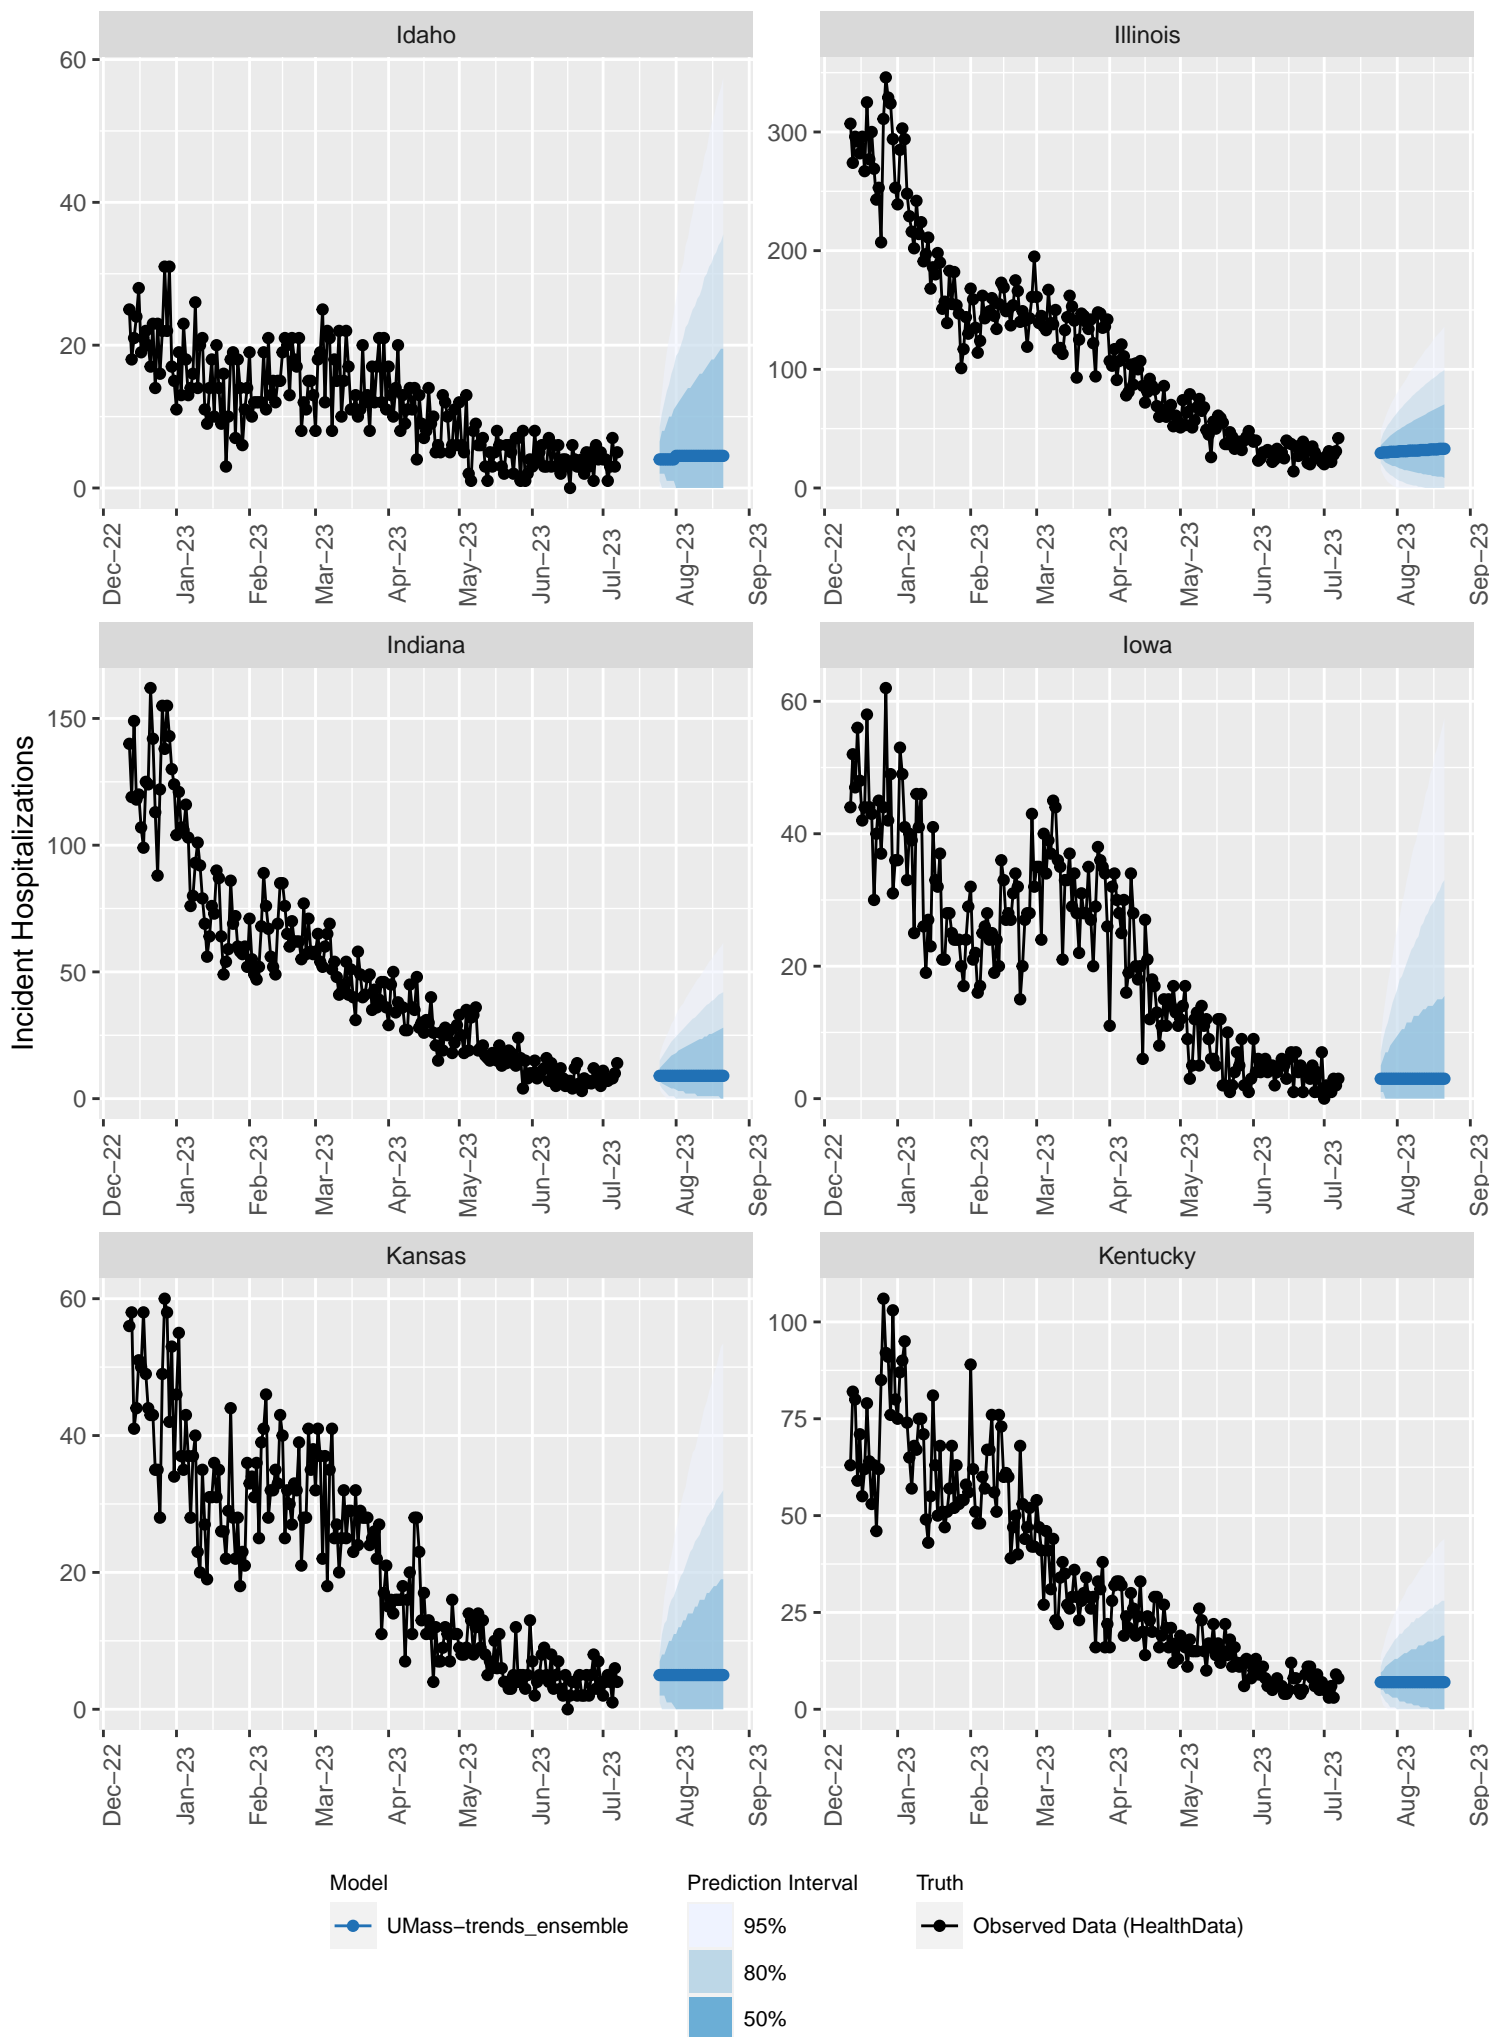 Idaho
Illinois
60
40
20
0
300
200
100
0
Dec−22
Jan−23
Feb−23
Mar−23
Apr−23
May−23
Jun−23
Jul−23
Aug−23
Sep−23
Dec−22
Jan−23
Feb−23
Mar−23
Apr−23
May−23
Jun−23
Jul−23
Aug−23
Sep−23
Indiana
Iowa
Incident Hospitalizations
150
100
50
0
60
40
20
0
Dec−22
Jan−23
Feb−23
Mar−23
Apr−23
May−23
Jun−23
Jul−23
Aug−23
Sep−23
Dec−22
Jan−23
Feb−23
Mar−23
Apr−23
May−23
Jun−23
Jul−23
Aug−23
Sep−23
Kansas
Kentucky
60
40
20
0
100
75
50
25
0
Dec−22
Jan−23
Feb−23
Mar−23
Apr−23
May−23
Jun−23
Jul−23
Aug−23
Sep−23
Dec−22
Jan−23
Feb−23
Mar−23
Apr−23
May−23
Jun−23
Jul−23
Aug−23
Sep−23
Model
UMass−trends_ensemble
Prediction Interval
95%
80%
50%
Truth
Observed Data (HealthData)